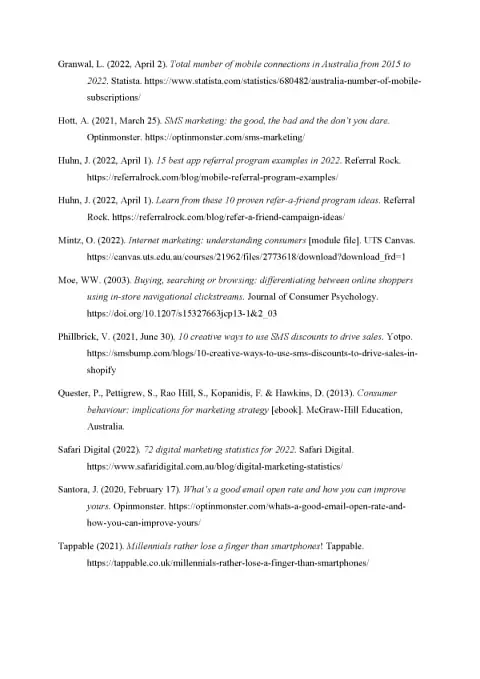 Granwal, L. (2022, April 2). Total number of mobile connections in Australia from 2015 to
2022. Statista. https://www.statista.com/statistics/680482/australia-number-of-mobile-
subscriptions/
Hott, A. (2021, March 25). SMS marketing: the good, the bad and the don't you dare.
Optinmonster. https://optinmonster.com/sms-marketing/
Huhn, J. (2022, April 1). 15 best app referral program examples in 2022. Referral Rock.
https://referralrock.com/blog/mobile-referral-program-examples/
Huhn, J. (2022, April 1). Learn from these 10 proven refer-a-friend program ideas. Referral
Rock. https://referralrock.com/blog/refer-a-friend-campaign-ideas/
Mintz, O. (2022). Internet marketing: understanding consumers [module file]. UTS Canvas.
https://canvas.uts.edu.au/courses/21962/files/2773618/download?download_frd=1
Moe, WW. (2003). Buying, searching or browsing: differentiating between online shoppers
using in-store navigational clickstreams. Journal of Consumer Psychology.
https://doi.org/10.1207/s15327663jcp13-1&2_03
Phillbrick, V. (2021, June 30). 10 creative ways to use SMS discounts to drive sales. Yotpo.
https://smsbump.com/blogs/10-creative-ways-to-use-sms-discounts-to-drive-sales-in-
shopify
Quester, P., Pettigrew, S., Rao Hill, S., Kopanidis, F. & Hawkins, D. (2013). Consumer
behaviour: implications for marketing strategy [ebook]. McGraw-Hill Education,
Australia.
Safari Digital (2022). 72 digital marketing statistics for 2022. Safari Digital.
https://www.safaridigital.com.au/blog/digital-marketing-statistics/
Santora, J. (2020, February 17). What's a good email open rate and how you can improve
yours. Opinmonster. https://optinmonster.com/whats-a-good-email-open-rate-and-
how-you-can-improve-yours/
Tappable (2021). Millennials rather lose a finger than smartphones! Tappable.
https://tappable.co.uk/millennials-rather-lose-a-finger-than-smartphones/